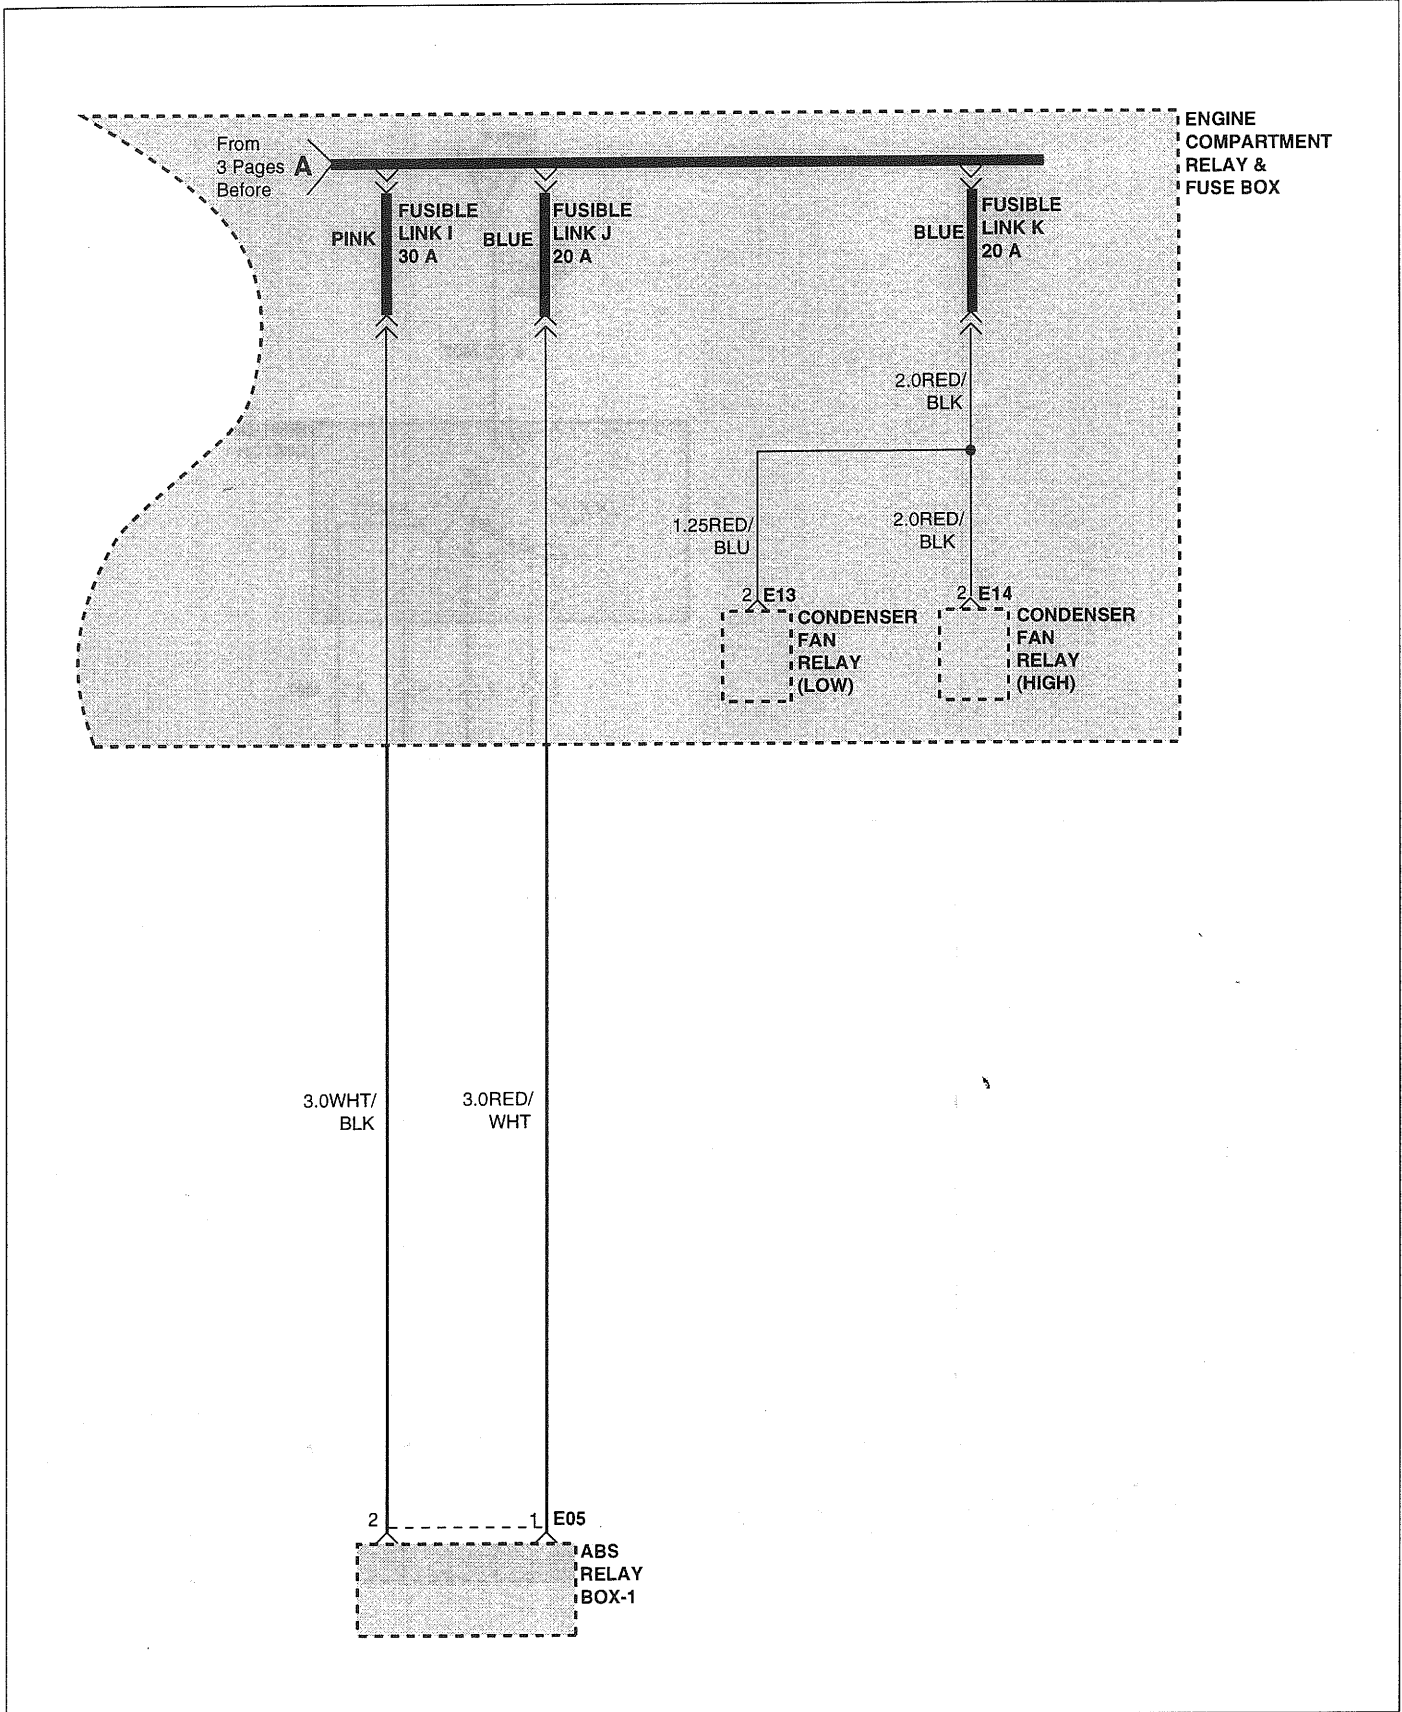 ENGINE
COMPARTMENT
RELAY &
FUSE BOX
From
3 Pages A
Before
PINK
FUSIBLE
LINK I
30 A
BLUE
FUSIBLE
LINK J
20 A
BLUE
FUSIBLE
LINK K
20 A
2.0RED/
BLK
1.25RED/
BLU
2.0RED/
BLK
2 E13
CONDENSER
FAN
RELAY
(LOW)
2 E14
CONDENSER
FAN
RELAY
(HIGH)
3.0WHT/
BLK
3.0RED/
WHT
2
1 E05
ABS
RELAY
BOX-1